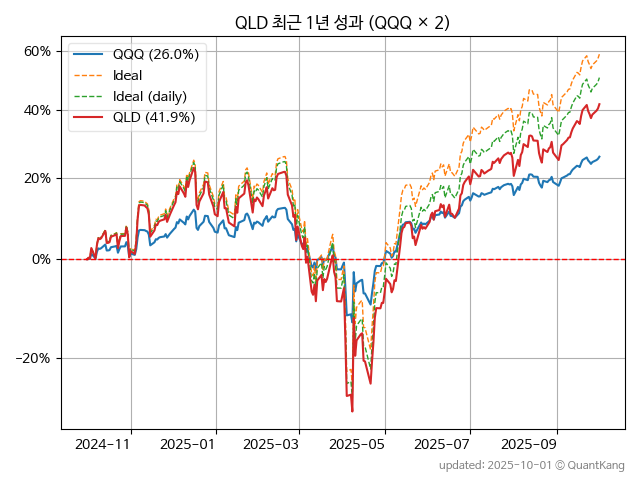 QLD 최근 1년 성과 (QQQ × 2)
60%
40%
20%
0%
−20%
QQQ (26.0%)
Ideal
Ideal (daily)
QLD (41.9%)
2024−11
2025−01
2025−03
2025−05
2025−07
2025−09
updated: 2025-10-01 © QuantKang